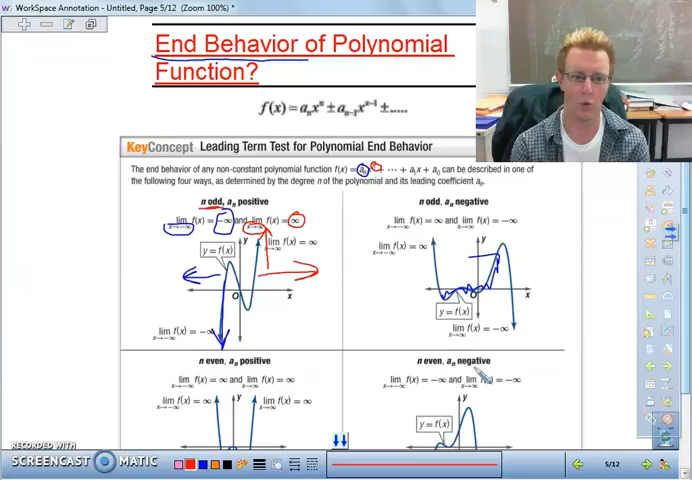 WorkSpace Annotation - Untitled, Page 5/12 (Zoom 100%)
End Behavior of Polynomial
Function?
f(x) = aₙxⁿ ± aₙ₋₁xⁿ⁻¹ ± .....
KeyConcept Leading Term Test for Polynomial End Behavior
The end behavior of any non-constant polynomial function f(x) = aₙ ⋯ + a₁x + a₀ can be described in one of
the following four ways, as determined by the degree n of the polynomial and its leading coefficient aₙ.
n odd, aₙ positive
lim x→−∞ f(x) = −∞ and lim x→∞ f(x) = ∞
lim x→∞ f(x) = ∞
y
y = f(x)
O
x
lim x→−∞ f(x) = −∞
n odd, aₙ negative
lim x→−∞ f(x) = ∞ and lim x→∞ f(x) = −∞
lim x→−∞ f(x) = ∞
y
O
x
y = f(x)
lim x→∞ f(x) = −∞
n even, aₙ positive
lim x→−∞ f(x) = ∞ and lim x→∞ f(x) = ∞
lim x→−∞ f(x) = ∞
y
lim x→∞ f(x) = ∞
n even, aₙ negative
lim x→−∞ f(x) = −∞ and lim x→∞ = −∞
y
y = f(x)
RECORDED WITH
SCREENCAST MATIC
5/12